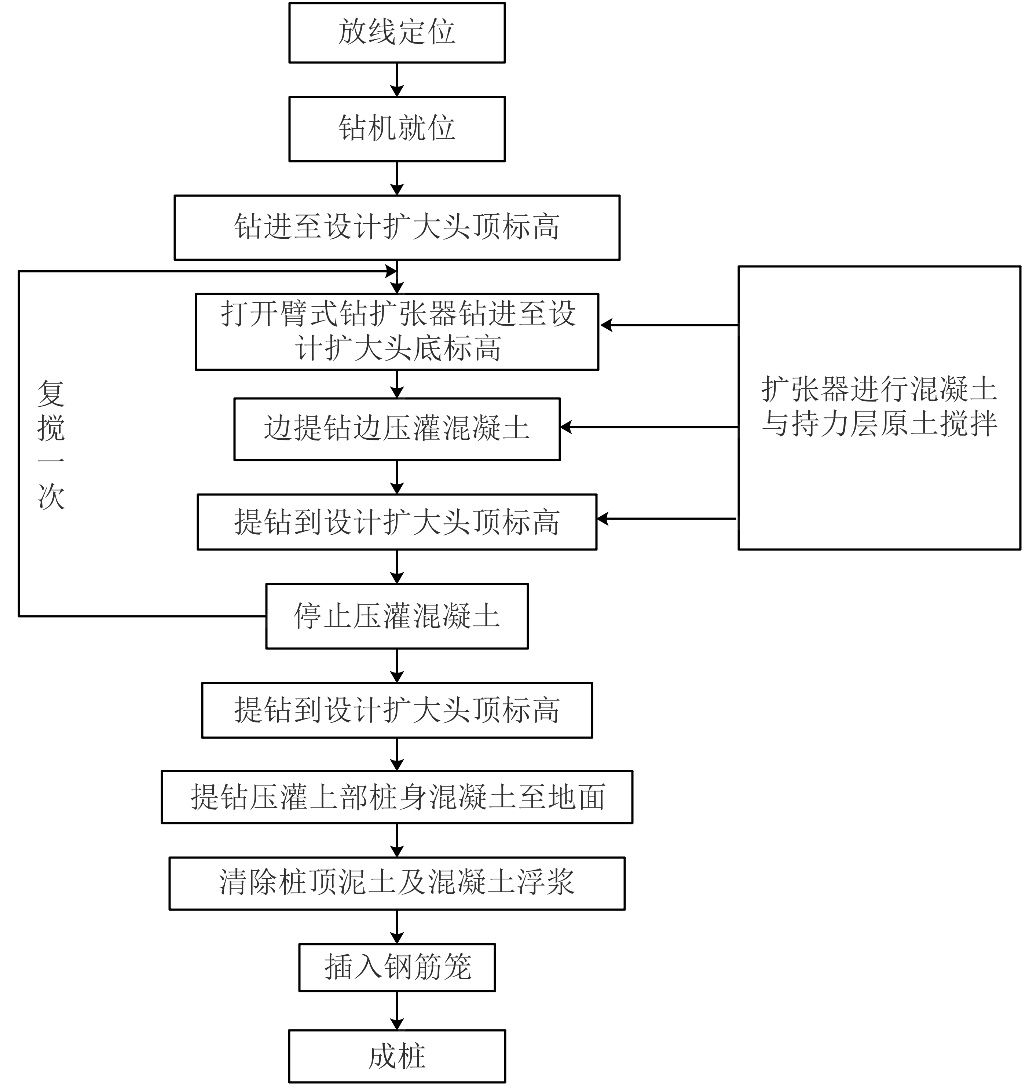 放线定位
钻机就位
钻进至设计扩大头顶标高
打开臂式钻扩张器钻进至设
计扩大头底标高
边提钻边压灌混凝土
提钻到设计扩大头顶标高
停止压灌混凝土
提钻到设计扩大头顶标高
提钻压灌上部桩身混凝土至地面
清除桩顶泥土及混凝土浮浆
插入钢筋笼
成桩
复搅一次
扩张器进行混凝土
与持力层原土搅拌